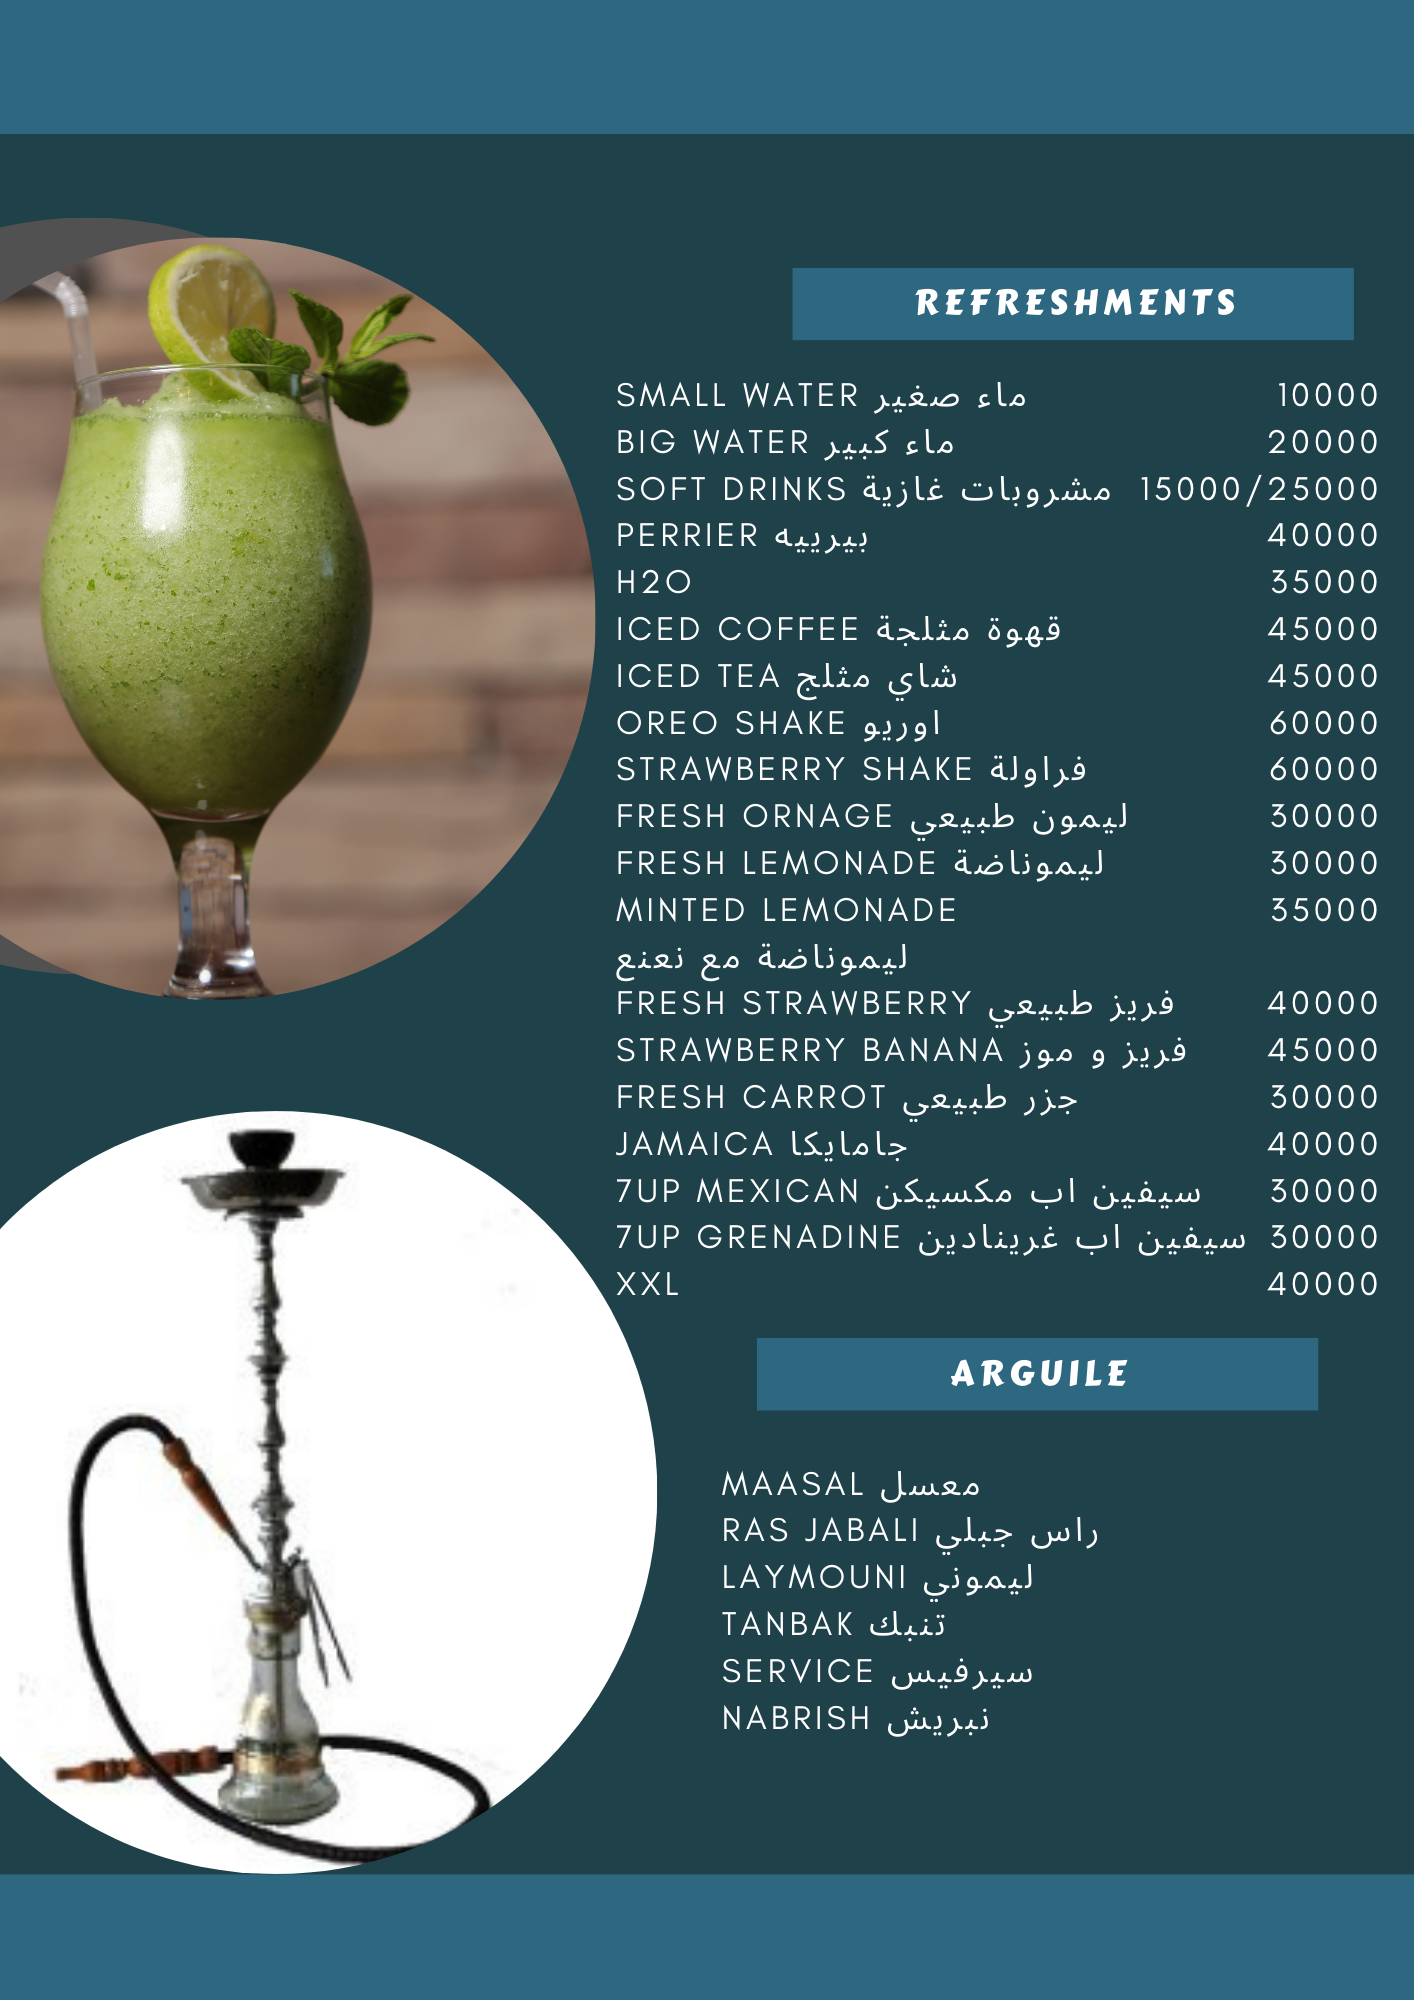 REFRESHMENTS
SMALL WATER ماء صغير 10000
BIG WATER ماء كبير 20000
SOFT DRINKS مشروبات غازية 15000/25000
PERRIER بيرييه 40000
H2O 35000
ICED COFFEE قهوة مثلجة 45000
ICED TEA شاي مثلج 45000
OREO SHAKE اوريو 60000
STRAWBERRY SHAKE فراولة 60000
FRESH ORNAGE ليمون طبيعي 30000
FRESH LEMONADE ليموناضة 30000
MINTED LEMONADE 35000
ليموناضة مع نعنع
FRESH STRAWBERRY فريز طبيعي 40000
STRAWBERRY BANANA فريز و موز 45000
FRESH CARROT جزر طبيعي 30000
JAMAICA جامايكا 40000
7UP MEXICAN سيفين اب مكسيكن 30000
7UP GRENADINE سيفين اب غرينادين 30000
XXL 40000
ARGUILE
MAASAL معسل
RAS JABALI راس جبلي
LAYMOUNI ليموني
TANBAK تنبك
SERVICE سيرفيس
NABRISH نبريش